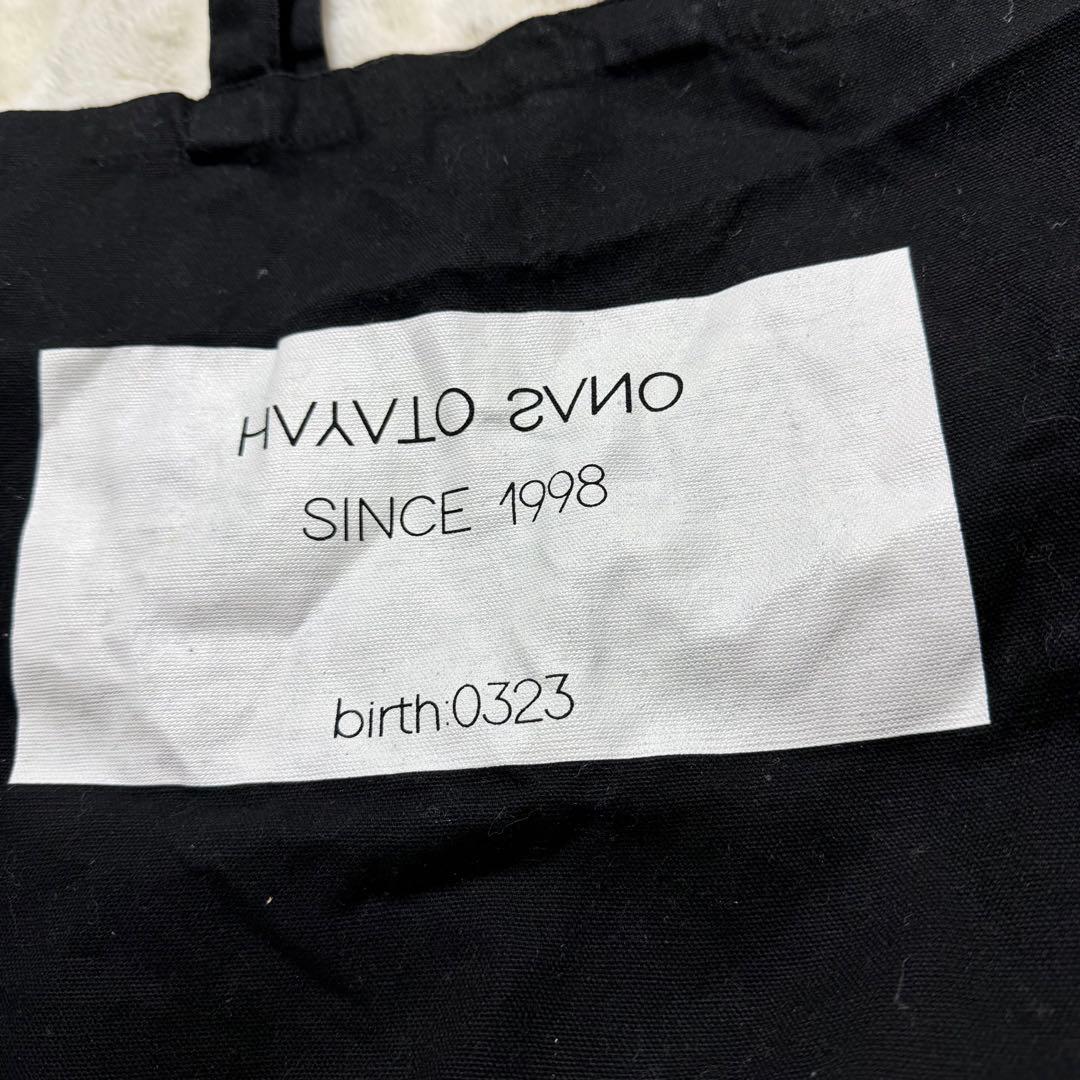 HAYATO SANO
SINCE 1998
birth:0323